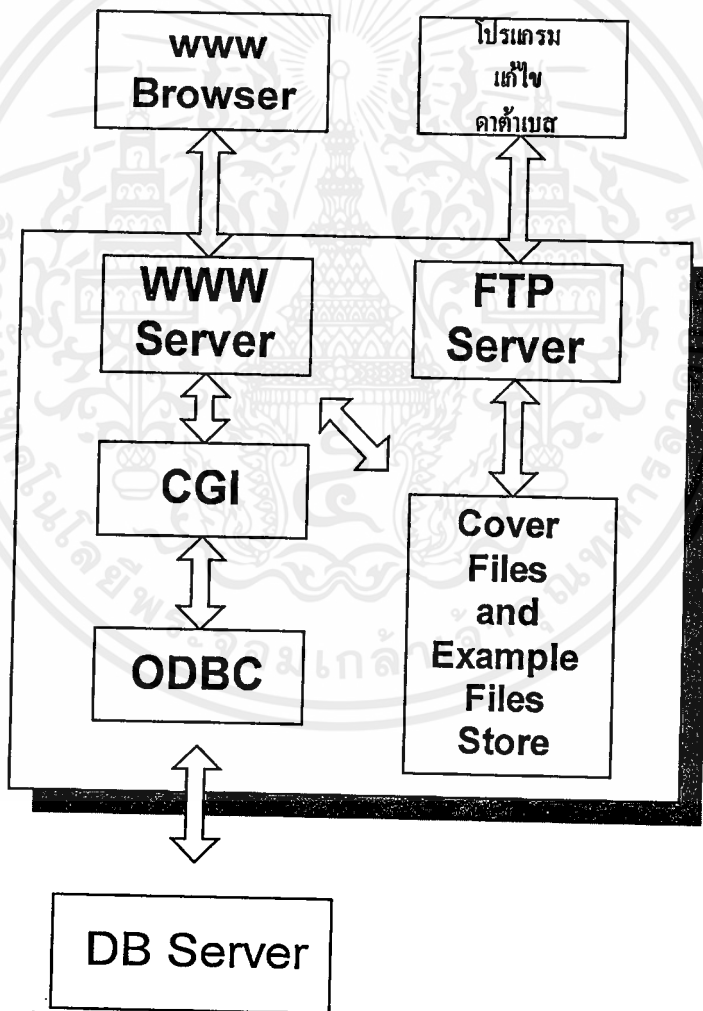 www
Browser
โปรแกรม
แก้ไข
ดาต้าเบส
WWW
Server
FTP
Server
CGI
Cover
Files
and
Example
Files
Store
ODBC
DB Server